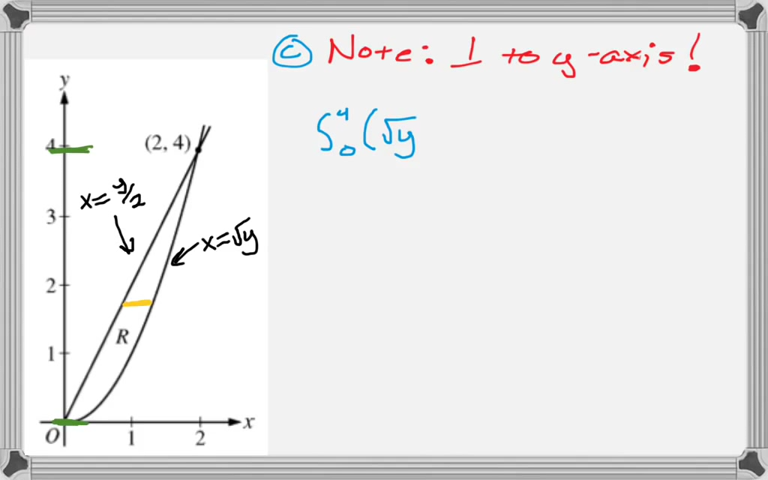 Ⓒ Note: ⊥ to y-axis!
∫₀⁴ (√y
y
4
(2, 4)
x = y/2
3
x = √y
2
R
1
O
1
2
x